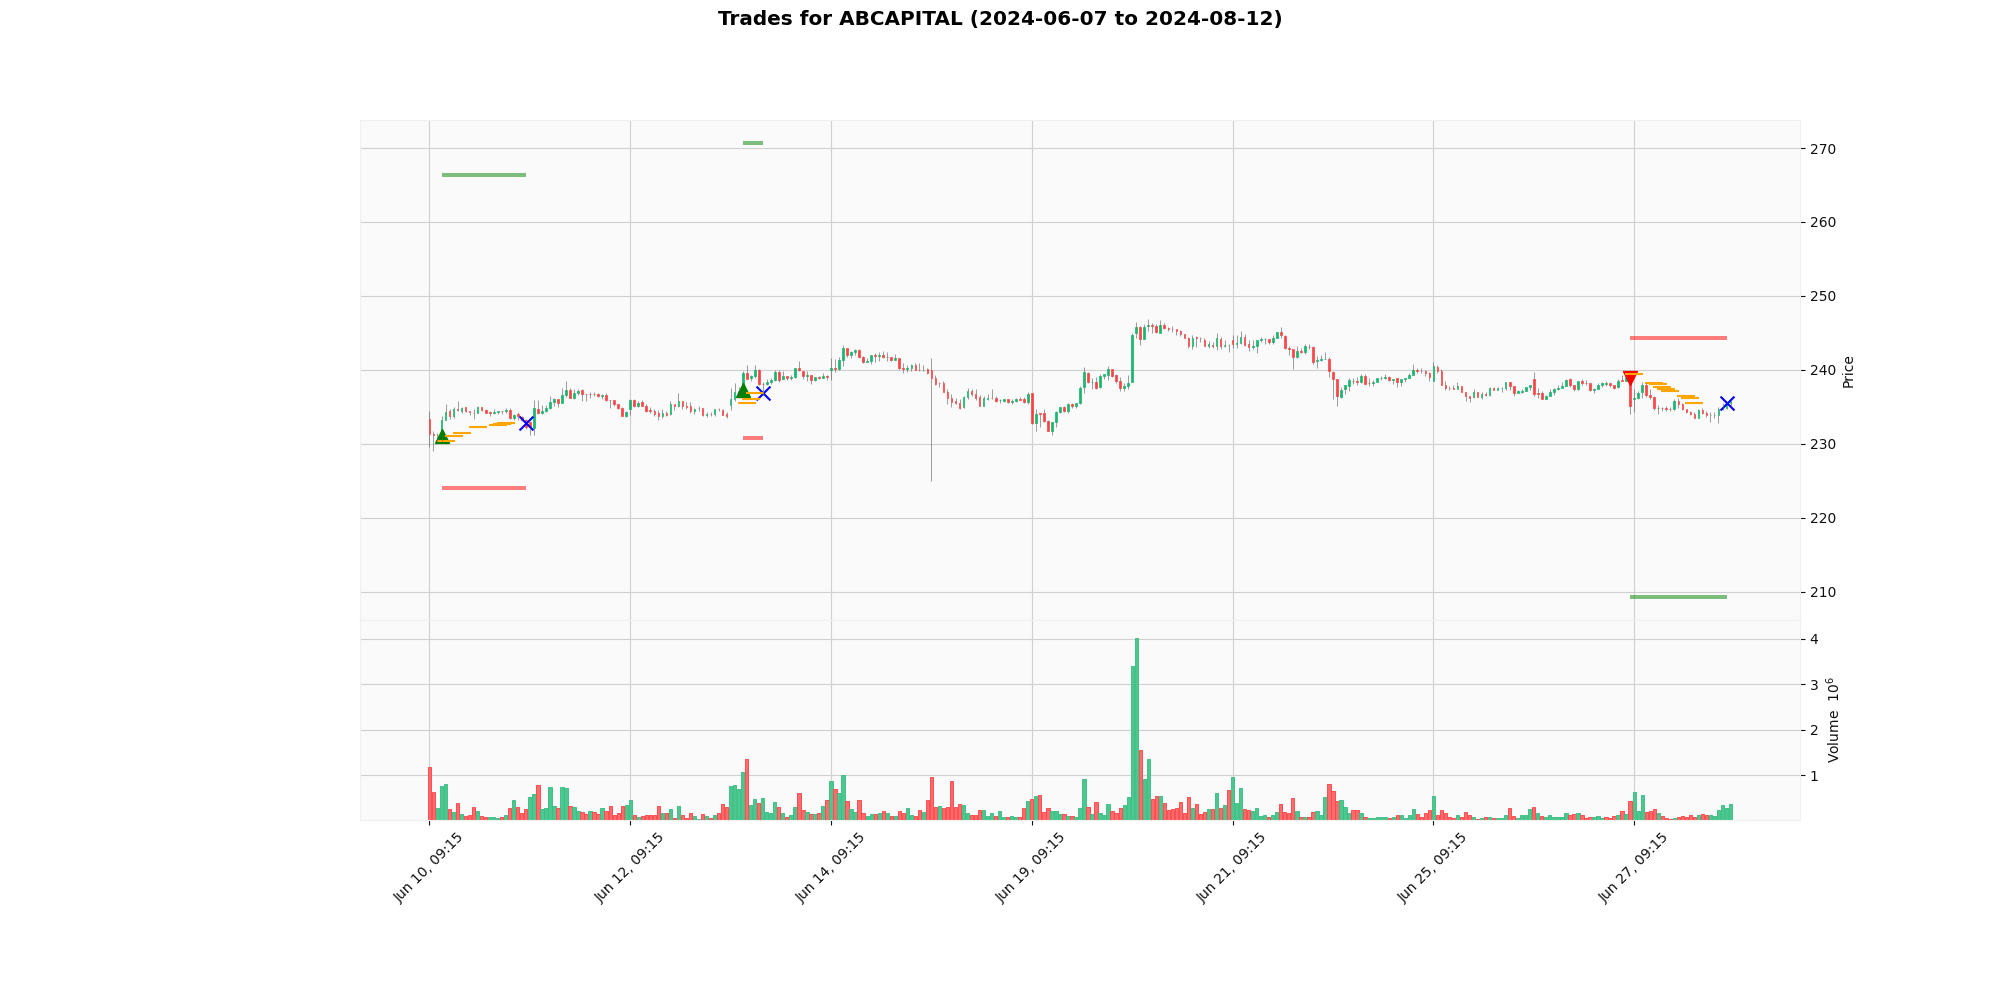 Trades for ABCAPITAL (2024-06-07 to 2024-08-12)
270
260
250
240
230
220
210
Price
4
3
2
1
Volume 10⁶
Jun 10, 09:15
Jun 12, 09:15
Jun 14, 09:15
Jun 19, 09:15
Jun 21, 09:15
Jun 25, 09:15
Jun 27, 09:15